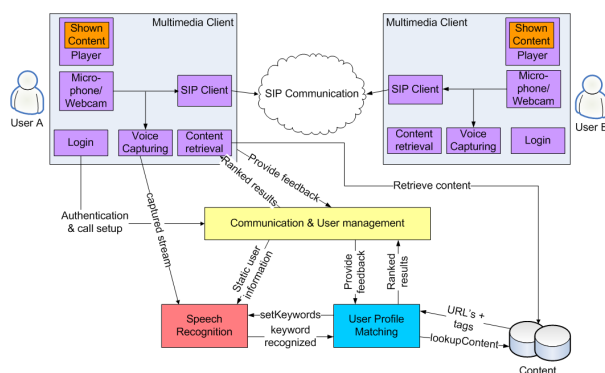 Multimedia Client
Multimedia Client
Shown
Content
Player
Shown
Content
Player
Micro-
phone/
Webcam
SIP Client
SIP Communication
SIP Client
Micro-
phone/
Webcam
User A
User B
Login
Voice
Capturing
Content
retrieval
Content
retrieval
Voice
Capturing
Login
Ranked results
Provide feedback
Retrieve content
Authentication
& call setup
captured stream
Communication & User management
Static user
information
Provide
feedback
Ranked
results
Speech
Recognition
setKeywords
keyword
recognized
User Profile
Matching
URL's +
tags
lookupContent
Content